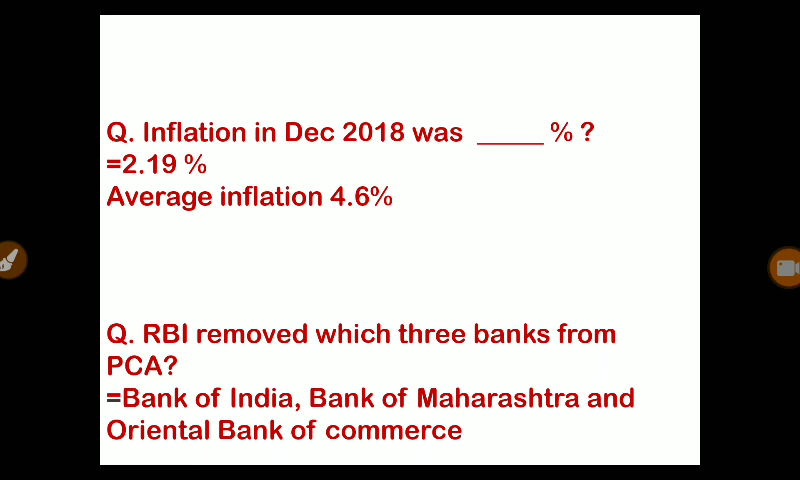 Q. Inflation in Dec 2018 was _____ % ?
=2.19 %
Average inflation 4.6%
Q. RBI removed which three banks from
PCA?
=Bank of India, Bank of Maharashtra and
Oriental Bank of commerce